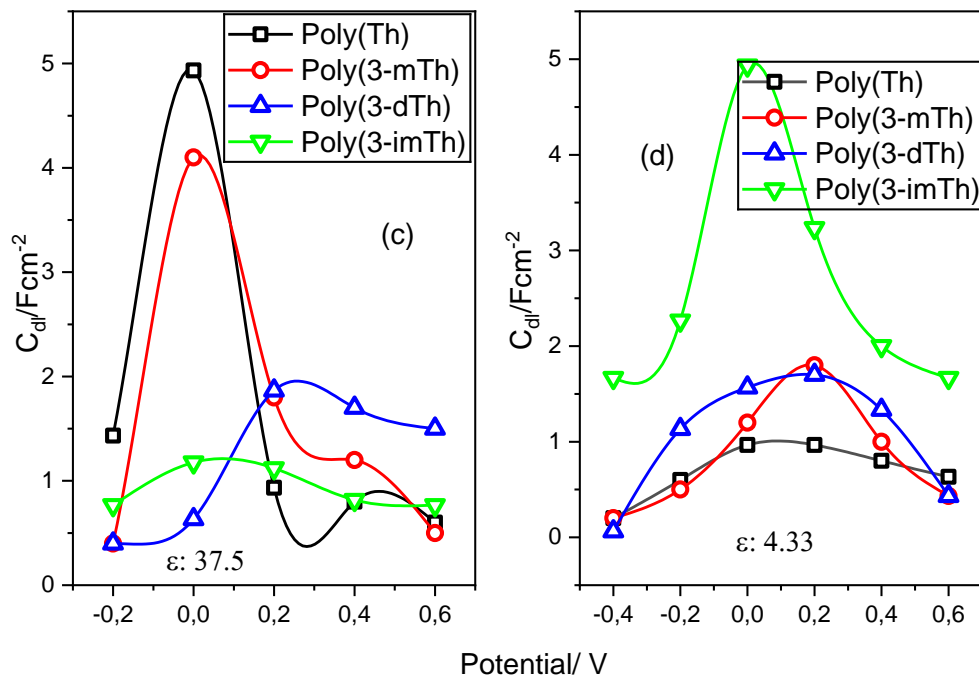 Poly(Th)
Poly(3-mTh)
Poly(3-dTh)
Poly(3-imTh)
(c)
ε: 37.5
C_dl/Fcm⁻²
5
4
3
2
1
0
-0,2 0,0 0,2 0,4 0,6
Poly(Th)
Poly(3-mTh)
Poly(3-dTh)
Poly(3-imTh)
(d)
ε: 4.33
C_dl/Fcm⁻²
5
4
3
2
1
0
-0,4 -0,2 0,0 0,2 0,4 0,6
Potential/ V